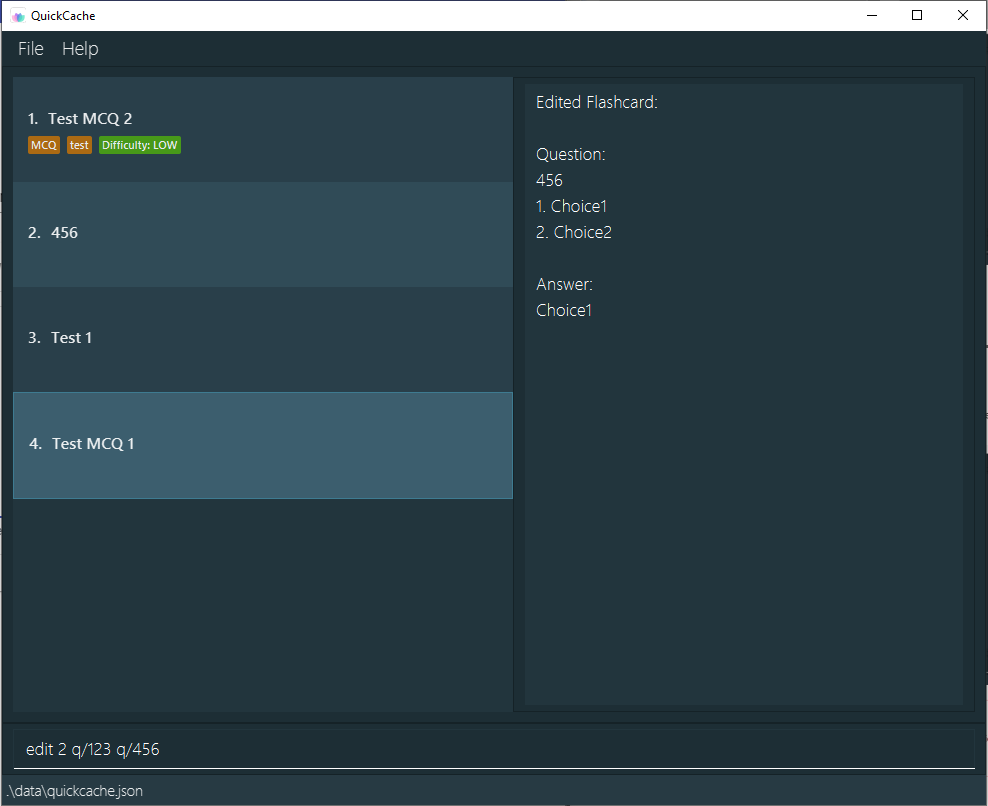 QuickCache
File Help
1. Test MCQ 2
MCQ test Difficulty: LOW
2. 456
3. Test 1
4. Test MCQ 1
Edited Flashcard:
Question:
456
1. Choice1
2. Choice2
Answer:
Choice1
edit 2 q/123 q/456
.\data\quickcache.json